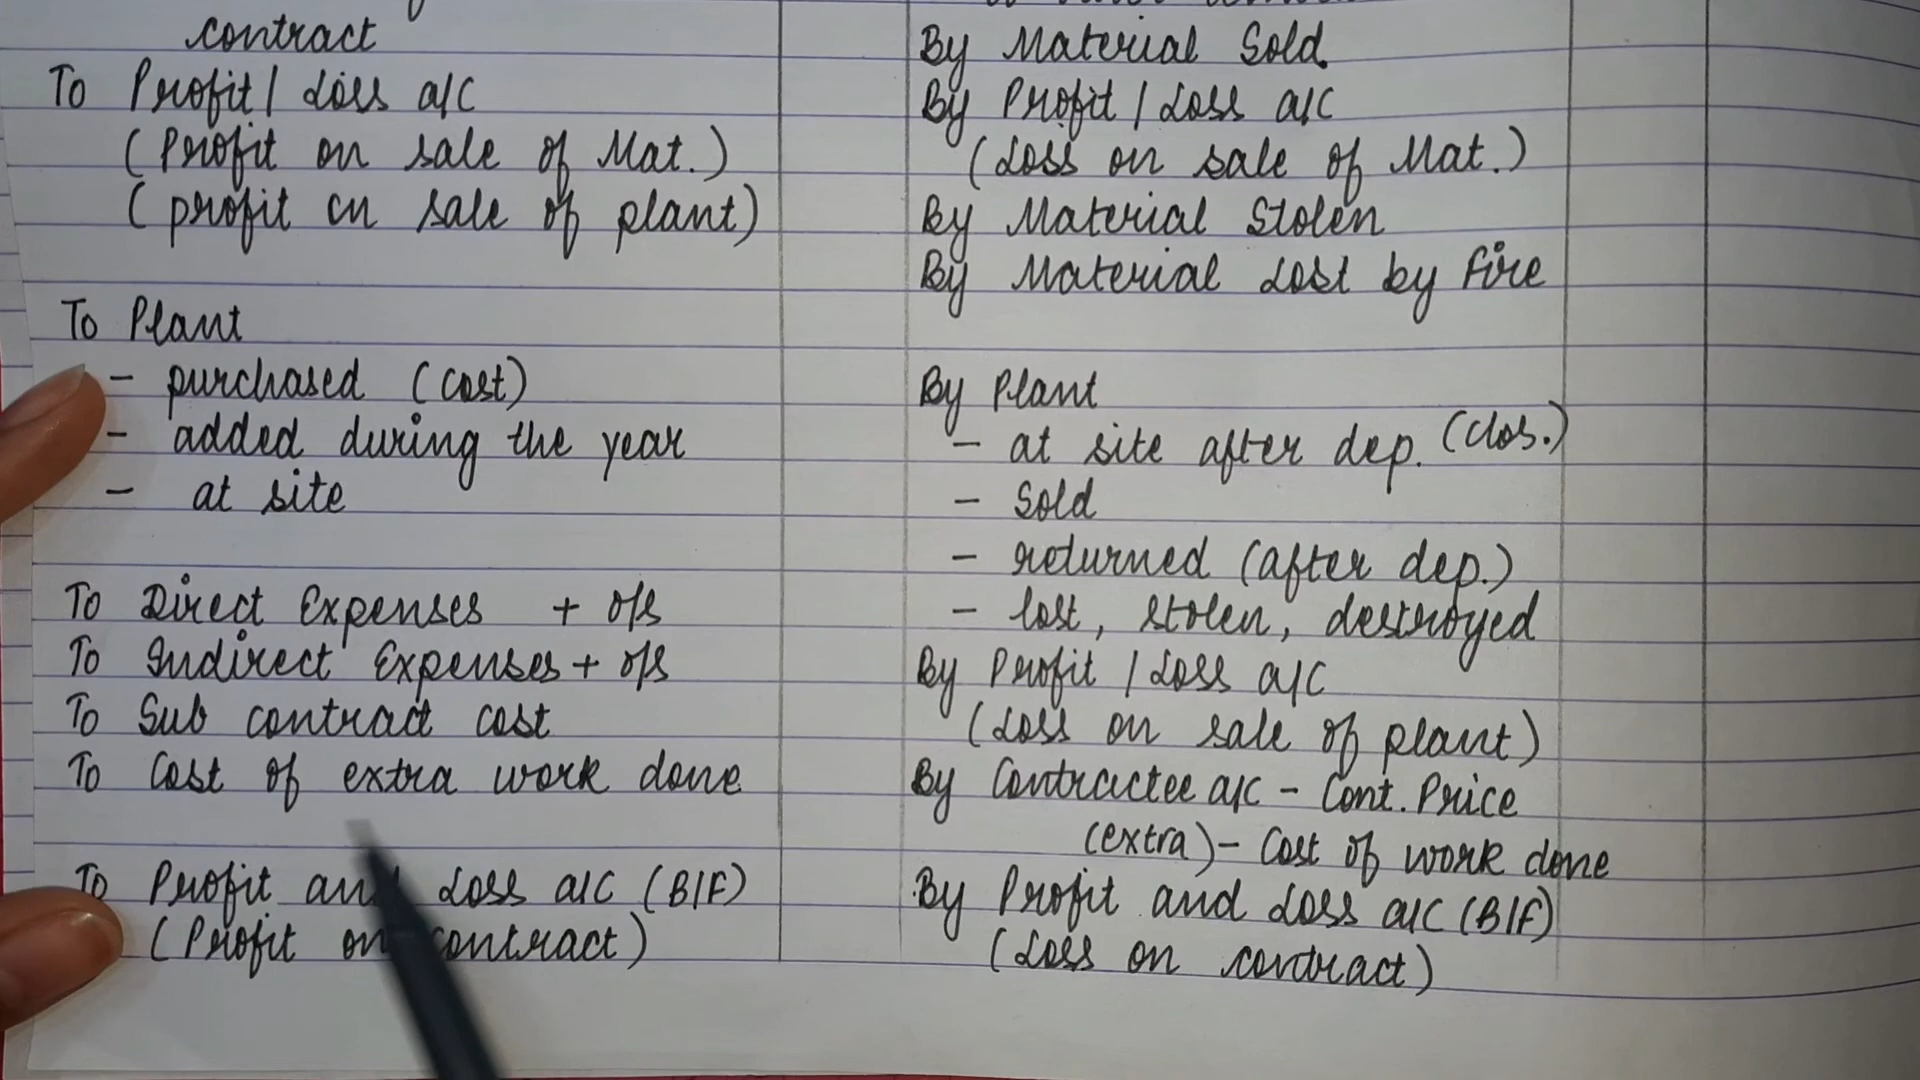 contract
To Profit / Loss a/c
(Profit on sale of Mat.)
(profit on sale of plant)
To Plant
- purchased (cost)
- added during the year
- at site
To Direct Expenses + o/s
To Indirect Expenses + o/s
To Sub contract cost
To Cost of extra work done
To Profit and Loss a/c (B/F)
(Profit on contract)
By Material Sold
By Profit / Loss a/c
(Loss on sale of Mat.)
By Material Stolen
By Material Lost by fire
By Plant
- at site after dep. (clos.)
- Sold
- returned (after dep.)
- lost, stolen, destroyed
By Profit / Loss a/c
(Loss on sale of plant)
By Contractee a/c - Cont. Price
(extra) - Cost of work done
By Profit and Loss a/c (B/F)
(Loss on contract)